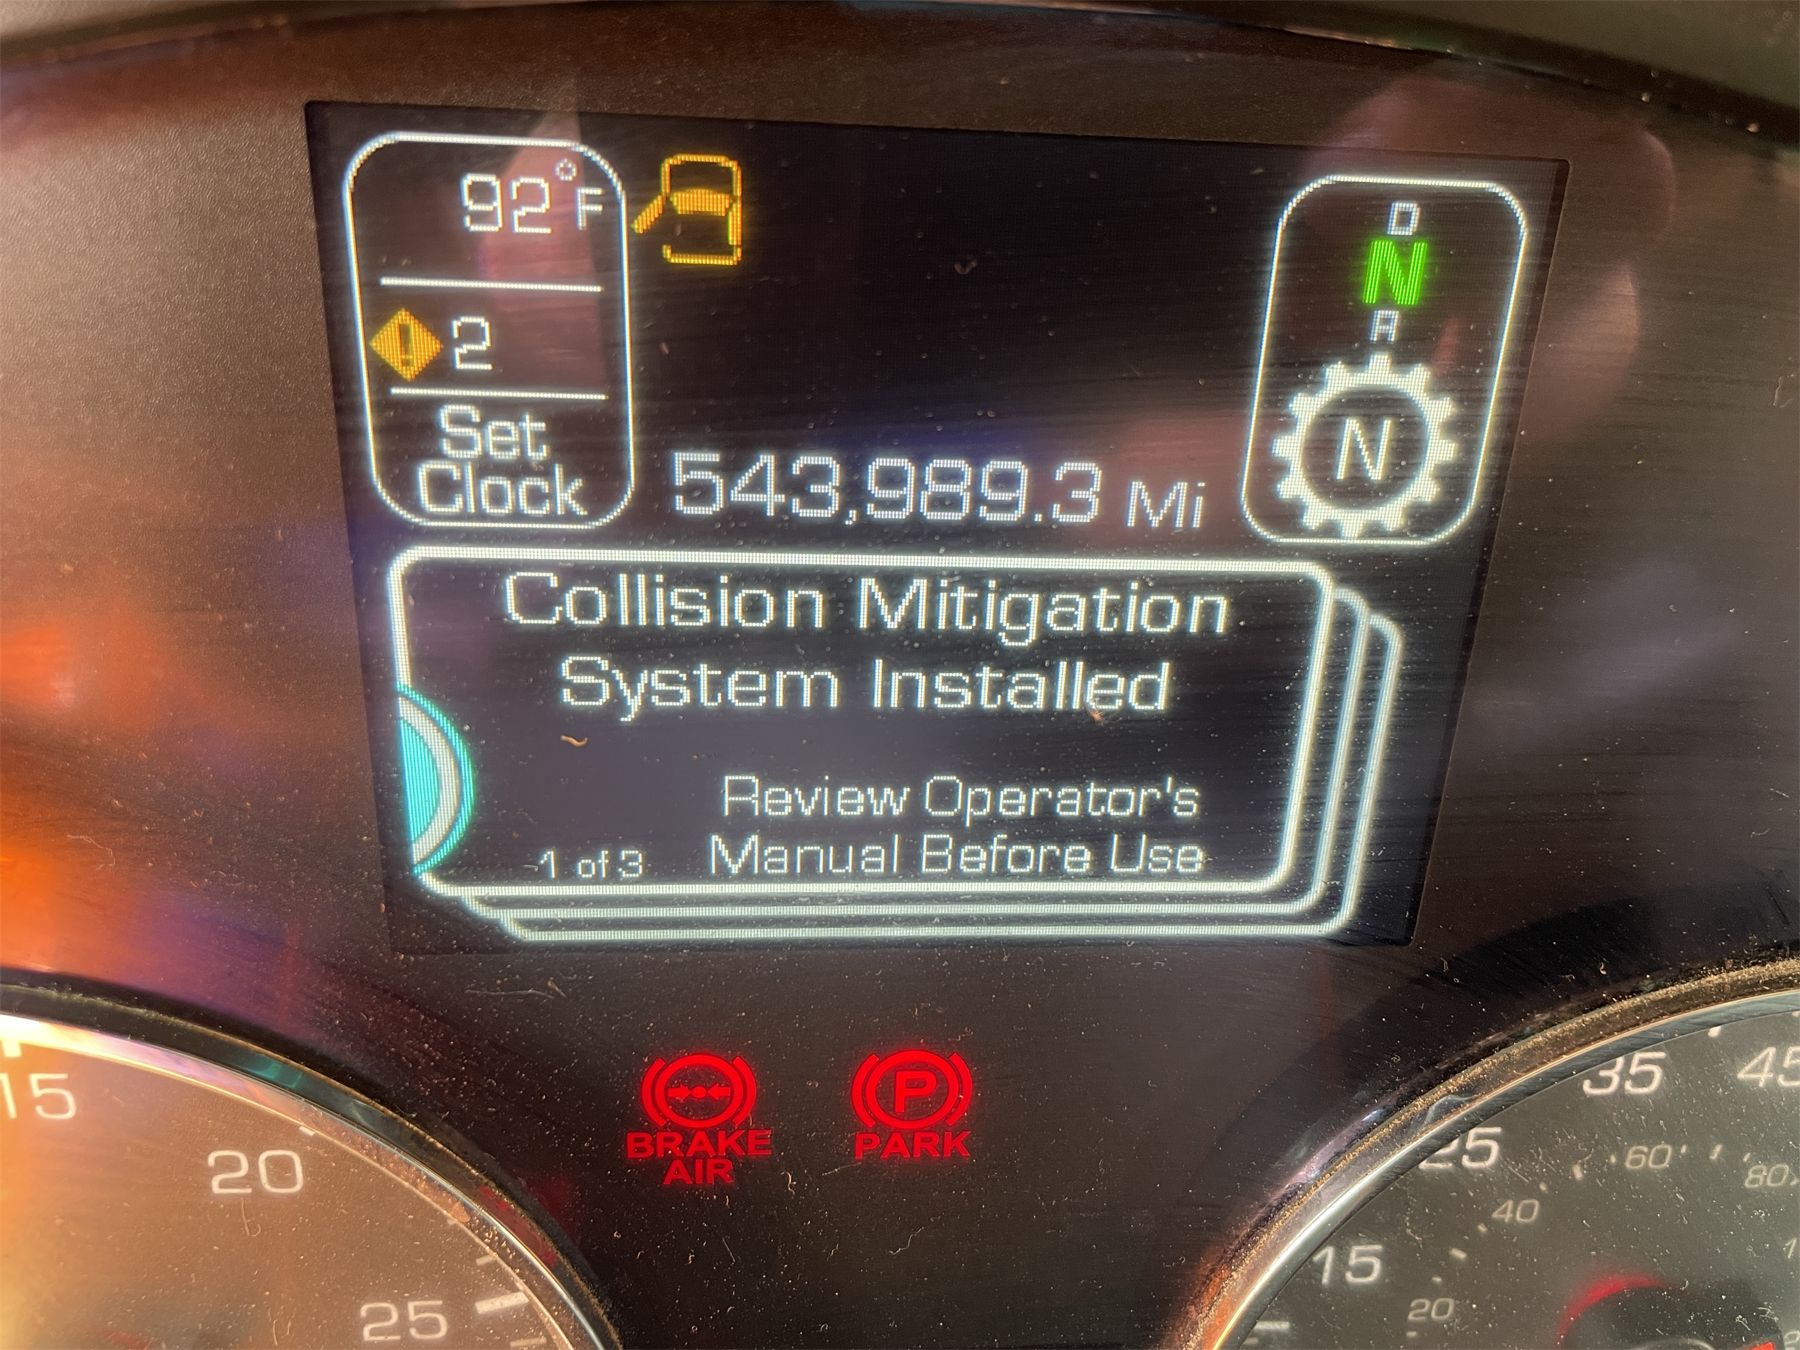 92°F
2
Set
Clock
D
N
R
N
543,989.3 Mi
Collision Mitigation
System Installed
Review Operator's
1 of 3 Manual Before Use
BRAKE
AIR
P
PARK
15
20
25
15
25
35
45
20
40
60
80